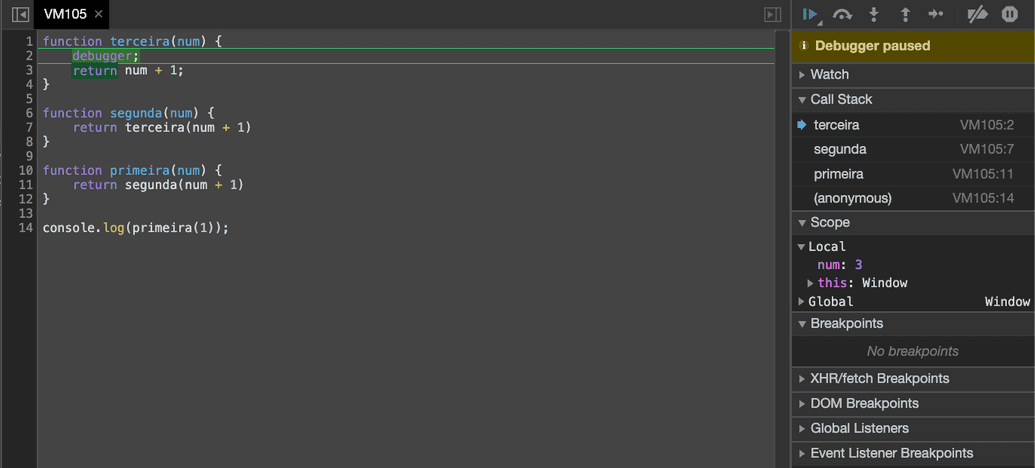 VM105 ×
1 function terceira(num) {
2 debugger;
3 return num + 1;
4 }
5
6 function segunda(num) {
7 return terceira(num + 1)
8 }
9
10 function primeira(num) {
11 return segunda(num + 1)
12 }
13
14 console.log(primeira(1));
Debugger paused
Watch
Call Stack
terceira VM105:2
segunda VM105:7
primeira VM105:11
(anonymous) VM105:14
Scope
Local
num: 3
this: Window
Global Window
Breakpoints
No breakpoints
XHR/fetch Breakpoints
DOM Breakpoints
Global Listeners
Event Listener Breakpoints